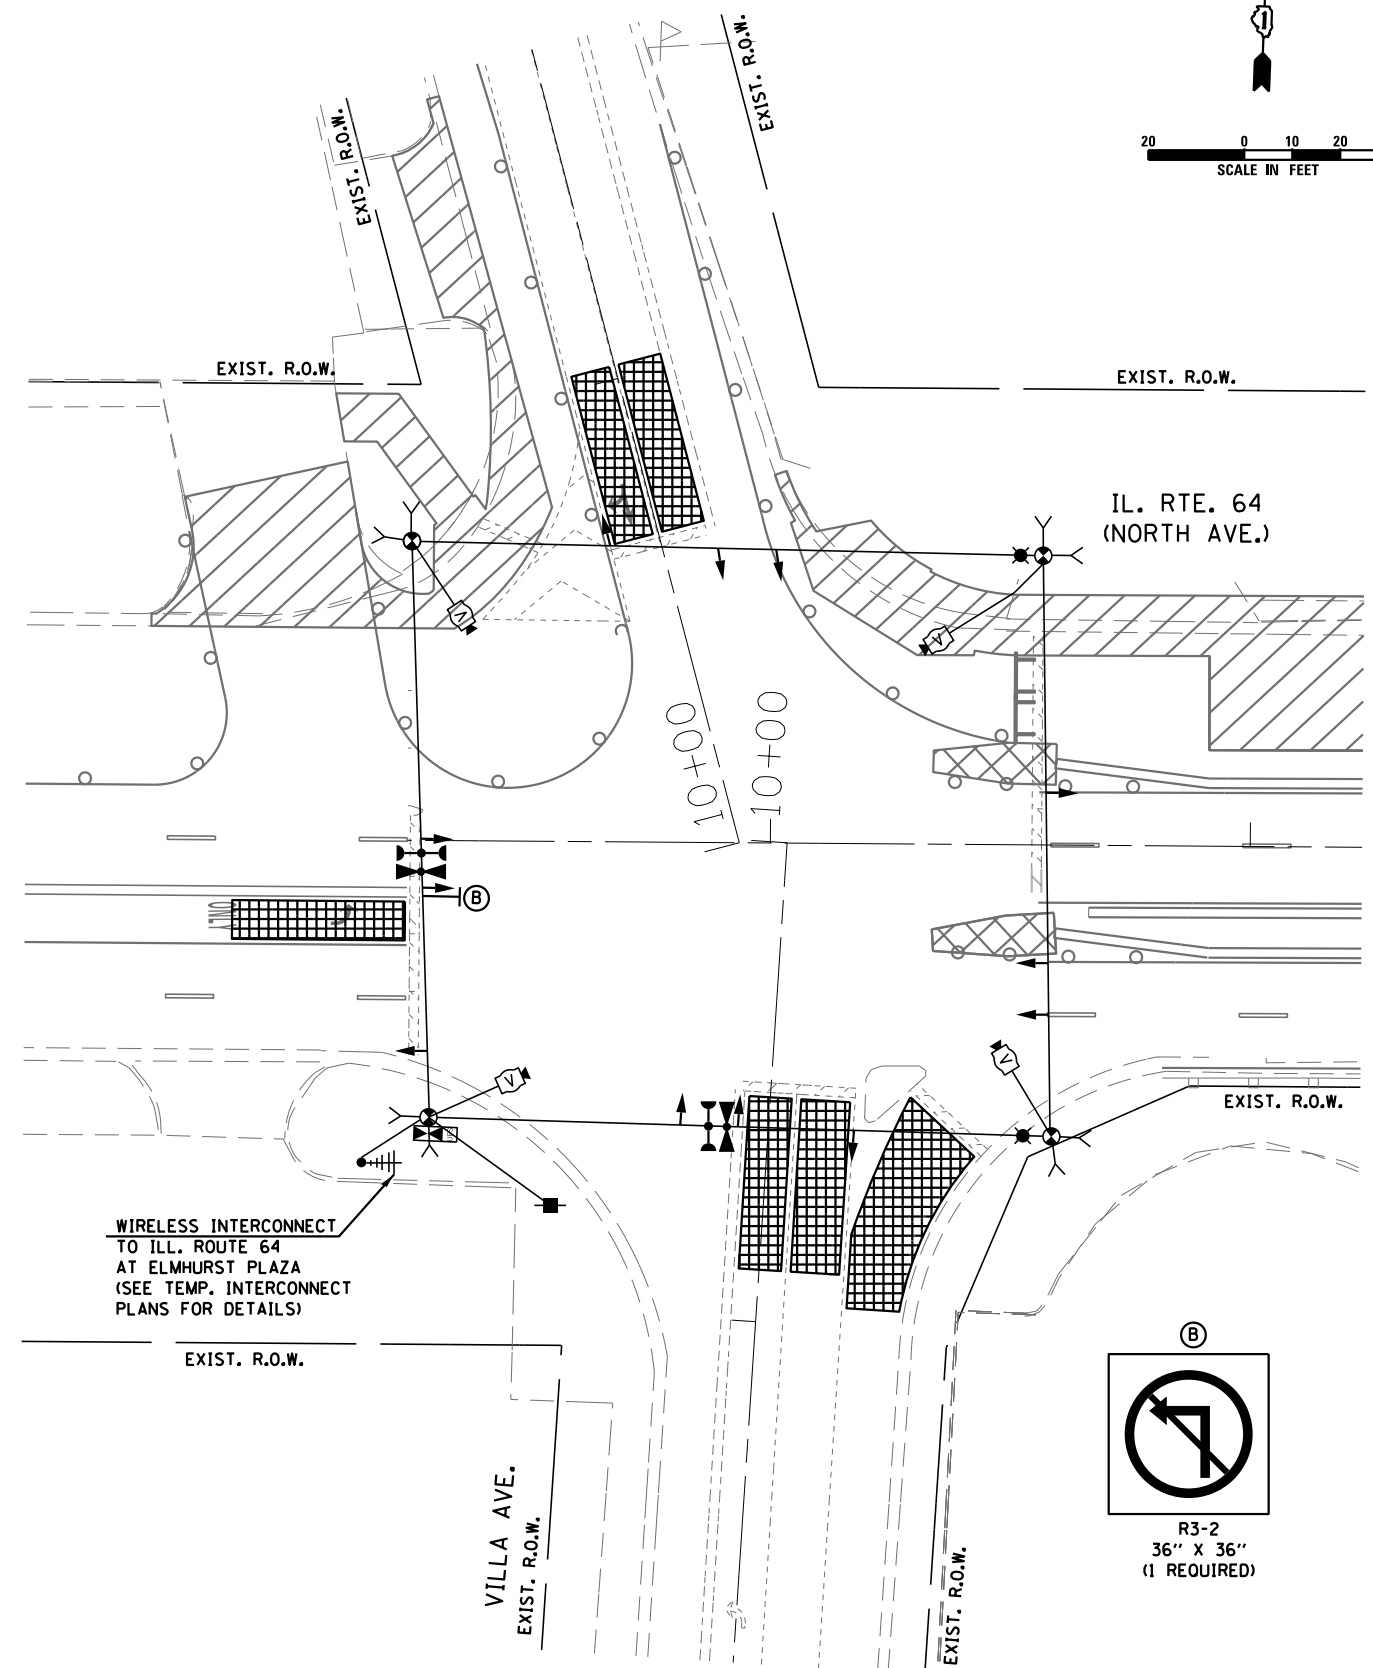 EXIST. R.O.W.
EXIST. R.O.W.
1
20 0 10 20
SCALE IN FEET
EXIST. R.O.W.
EXIST. R.O.W.
IL. RTE. 64
(NORTH AVE.)
V
V
10+00
10+00
B
V
V
EXIST. R.O.W.
WIRELESS INTERCONNECT
TO ILL. ROUTE 64
AT ELMHURST PLAZA
(SEE TEMP. INTERCONNECT
PLANS FOR DETAILS)
EXIST. R.O.W.
B
R3-2
36" X 36"
(1 REQUIRED)
VILLA AVE.
EXIST. R.O.W.
EXIST. R.O.W.